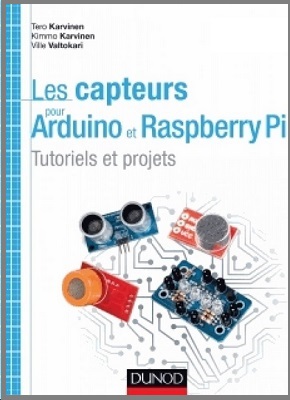 Tero Karvinen
Kimmo Karvinen
Ville Valtokari
Les capteurs
pour
Arduino et Raspberry Pi
Tutoriels et projets
DUNOD